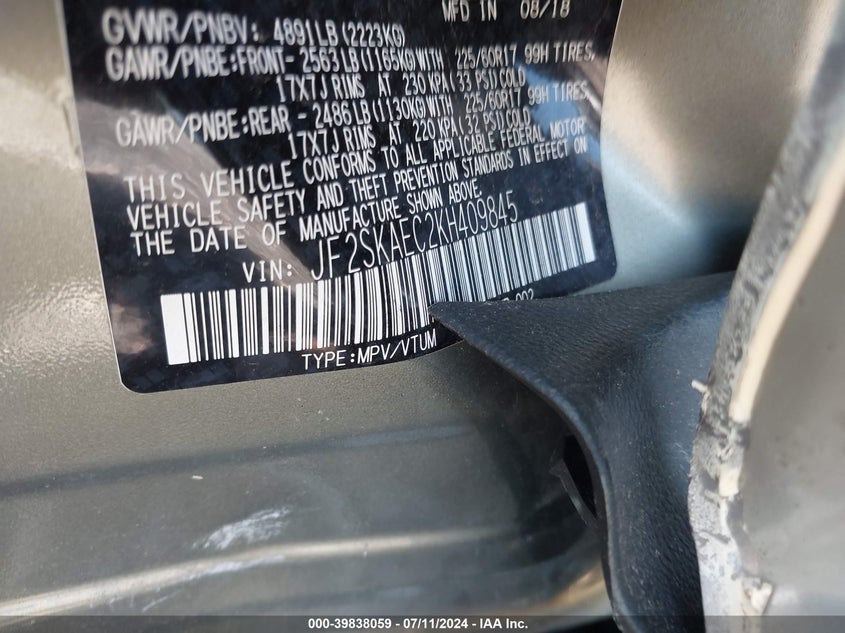 MFD IN 08/18
GVWR/PNBV: 4891LB(2223KG)
GAWR/PNBE:FRONT- 2563LB(1165KG)WITH 225/60R17 99H TIRES,
17X7J RIMS AT 230 KPA(33 PSI)COLD
GAWR/PNBE:REAR - 2486LB(1130KG)WITH 225/60R17 99H TIRES,
17X7J RIMS AT 220 KPA(32 PSI)COLD
THIS VEHICLE CONFORMS TO ALL APPLICABLE FEDERAL MOTOR
VEHICLE SAFETY AND THEFT PREVENTION STANDARDS IN EFFECT ON
THE DATE OF MANUFACTURE SHOWN ABOVE.
VIN: JF2SKAEC2KH409845
TYPE:MPV/VTUM
000-39838059 - 07/11/2024 - IAA Inc.